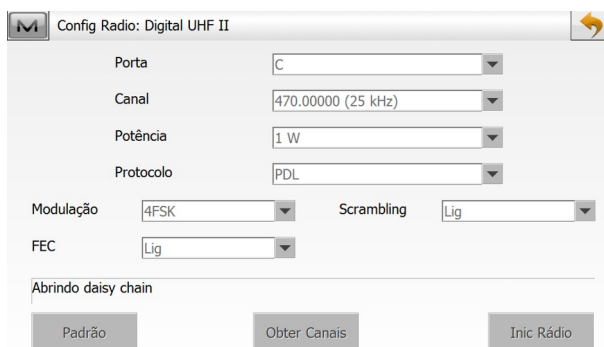 M Config Radio: Digital UHF II
Porta C
Canal 470.00000 (25 kHz)
Potência 1 W
Protocolo PDL
Modulação 4FSK Scrambling Lig
FEC Lig
Abrindo daisy chain
Padrão Obter Canais Inic Rádio